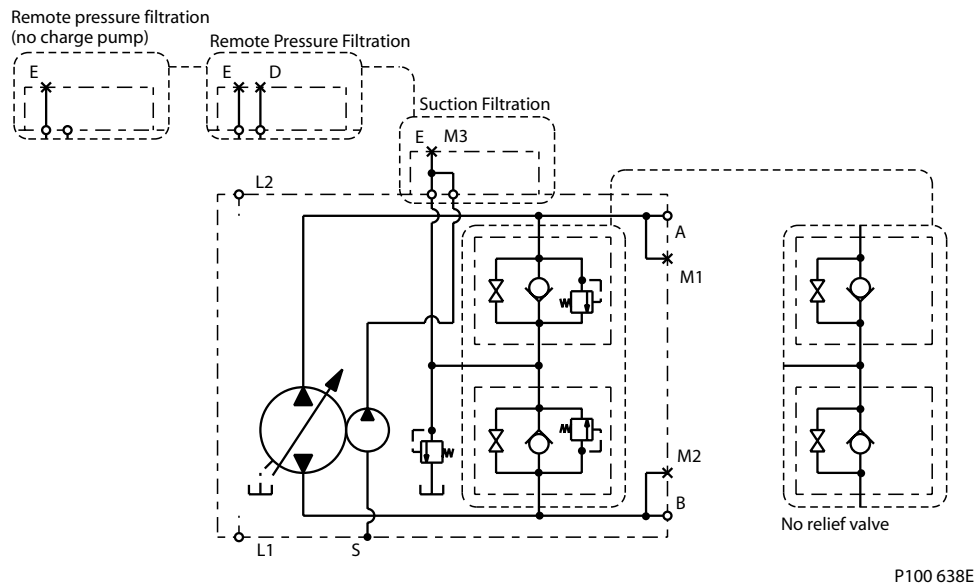 Remote pressure filtration
(no charge pump)
Remote Pressure Filtration
E
E
D
Suction Filtration
E
M3
L2
A
M1
M2
B
L1
S
No relief valve
P100 638E